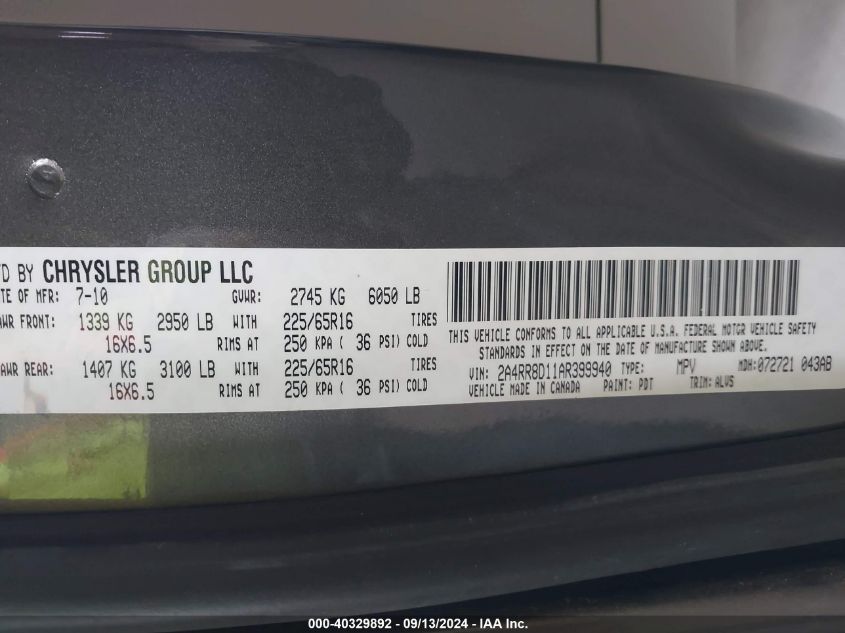 FD BY CHRYSLER GROUP LLC
TE OF MFR: 7-10 GVWR: 2745 KG 6050 LB
AWR FRONT: 1339 KG 2950 LB WITH 225/65R16 TIRES
16X6.5 RIMS AT 250 KPA ( 36 PSI) COLD
AWR REAR: 1407 KG 3100 LB WITH 225/65R16 TIRES
16X6.5 RIMS AT 250 KPA ( 36 PSI) COLD
THIS VEHICLE CONFORMS TO ALL APPLICABLE U.S.A. FEDERAL MOTOR VEHICLE SAFETY
STANDARDS IN EFFECT ON THE DATE OF MANUFACTURE SHOWN ABOVE.
VIN: 2A4RR8D11AR399940 TYPE: MPV MDH: 072721 043AB
VEHICLE MADE IN CANADA PAINT: PDT TRIM: ALVS
000-40329892 - 09/13/2024 - IAA Inc.